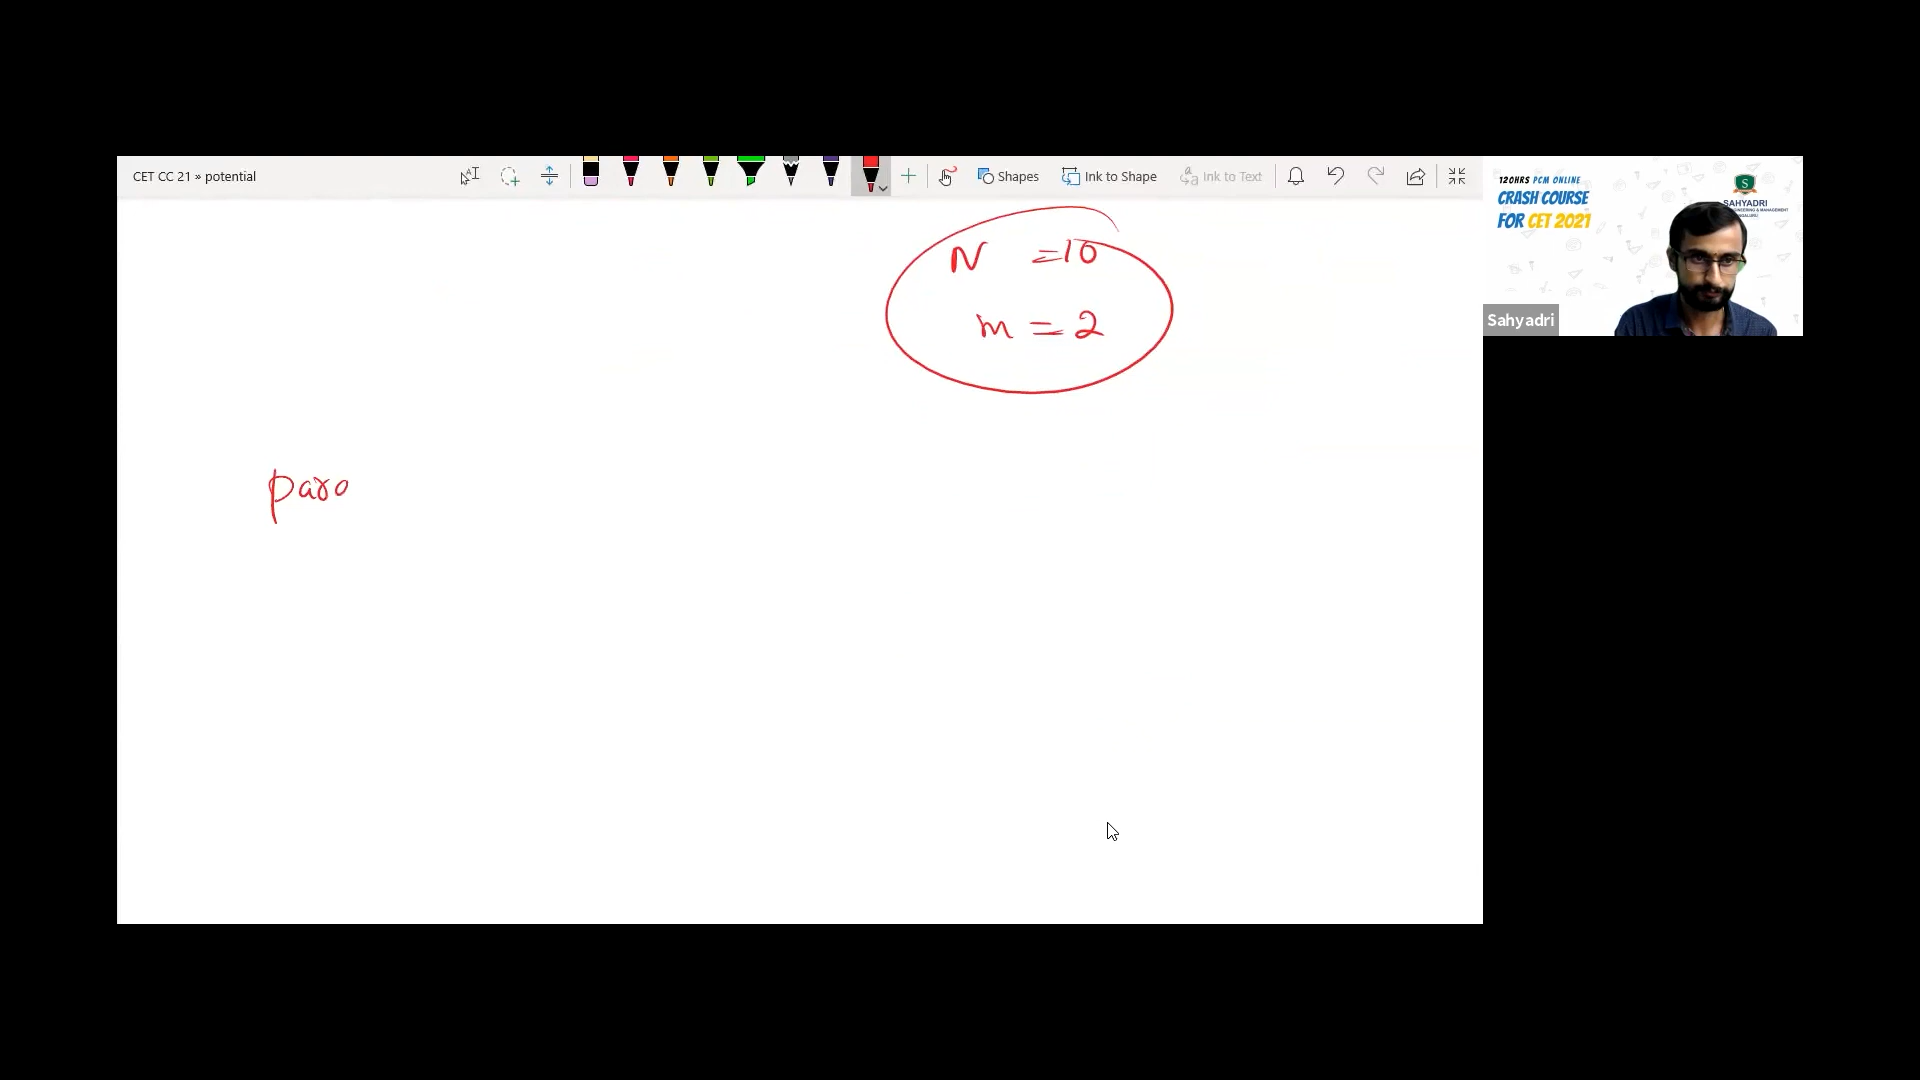 CET CC 21 » potential
Shapes
Ink to Shape
Ink to Text
120HRS PCM ONLINE
CRASH COURSE
FOR CET 2021
S
SAHYADRI
Sahyadri
N =10
m = 2
paro